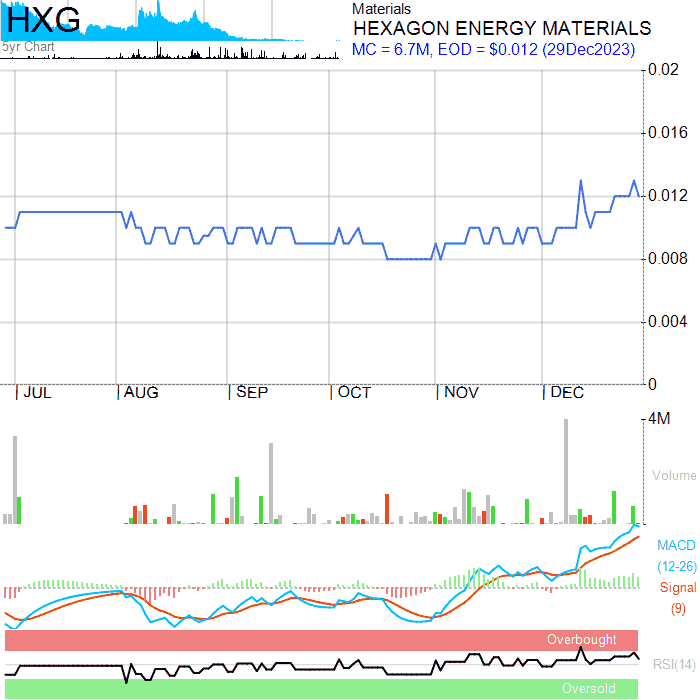 HXG
5yr Chart
Materials
HEXAGON ENERGY MATERIALS
MC = 6.7M, EOD = $0.012 (29Dec2023)
0.02
0.016
0.012
0.008
0.004
0
JUL AUG SEP OCT NOV DEC
4M
Volume
MACD
(12-26)
Signal
(9)
Overbought
RSI(14)
Oversold